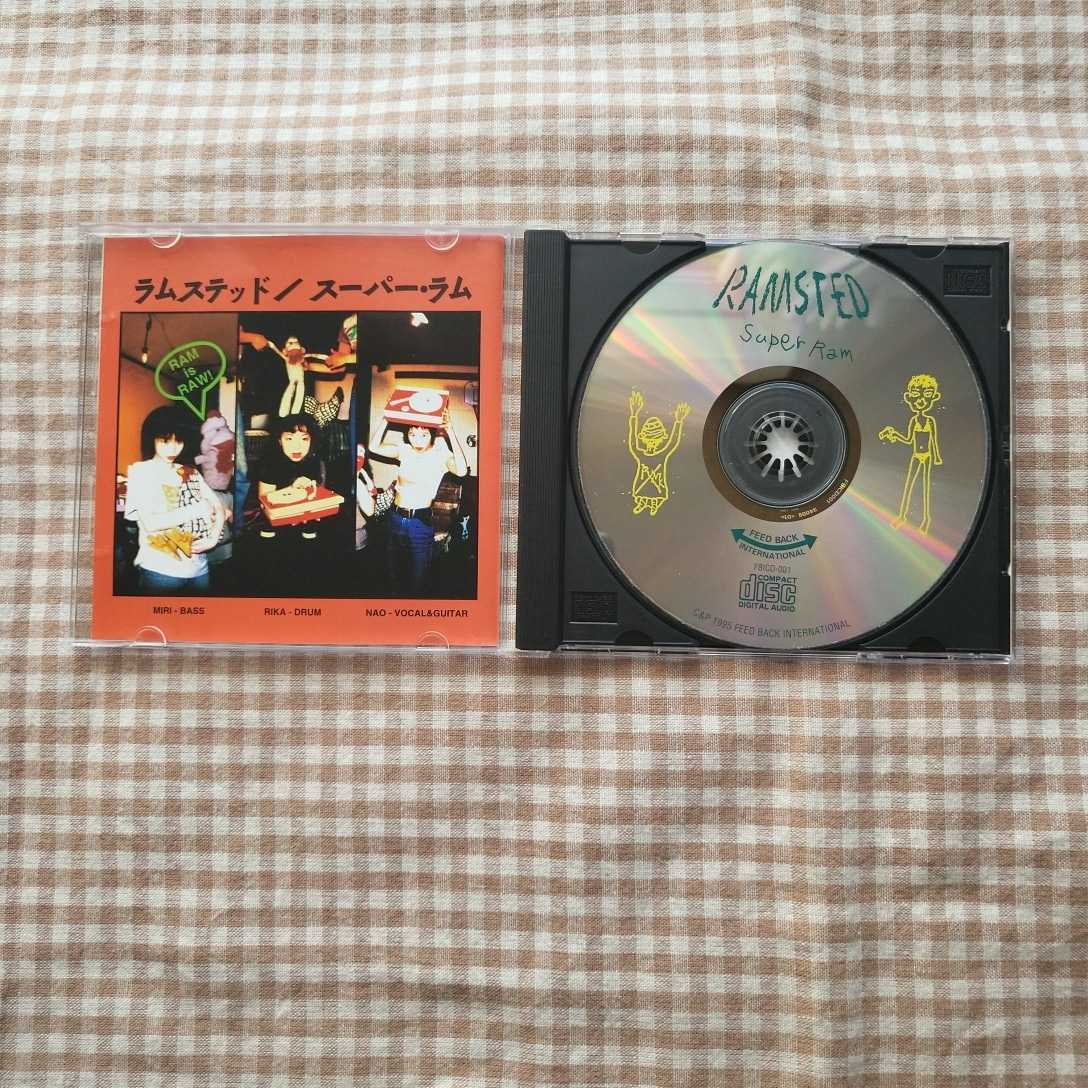 ラムステッド/スーパー・ラム
RAM
is
RAW!
MIRI - BASS
RIKA - DRUM
NAO - VOCAL&GUITAR
RAMSTED
Super Ram
FEED BACK
INTERNATIONAL
FBICD-001
COMPACT
disc
DIGITAL AUDIO
C&P 1995 FEED BACK INTERNATIONAL